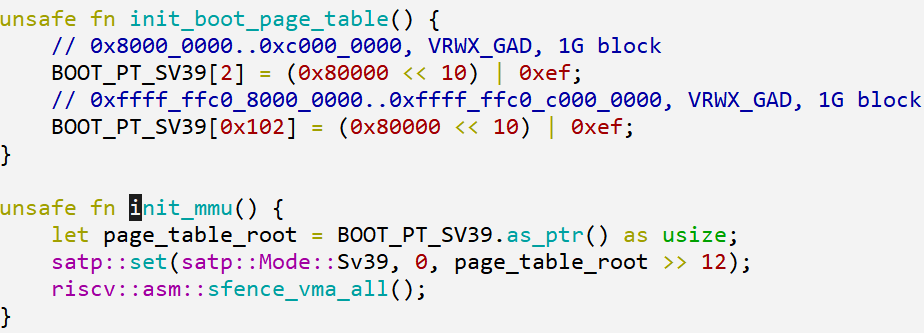 unsafe fn init_boot_page_table() {
    // 0x8000_0000..0xc000_0000, VRWX_GAD, 1G block
    BOOT_PT_SV39[2] = (0x80000 << 10) | 0xef;
    // 0xffff_ffc0_8000_0000..0xffff_ffc0_c000_0000, VRWX_GAD, 1G block
    BOOT_PT_SV39[0x102] = (0x80000 << 10) | 0xef;
}

unsafe fn init_mmu() {
    let page_table_root = BOOT_PT_SV39.as_ptr() as usize;
    satp::set(satp::Mode::Sv39, 0, page_table_root >> 12);
    riscv::asm::sfence_vma_all();
}